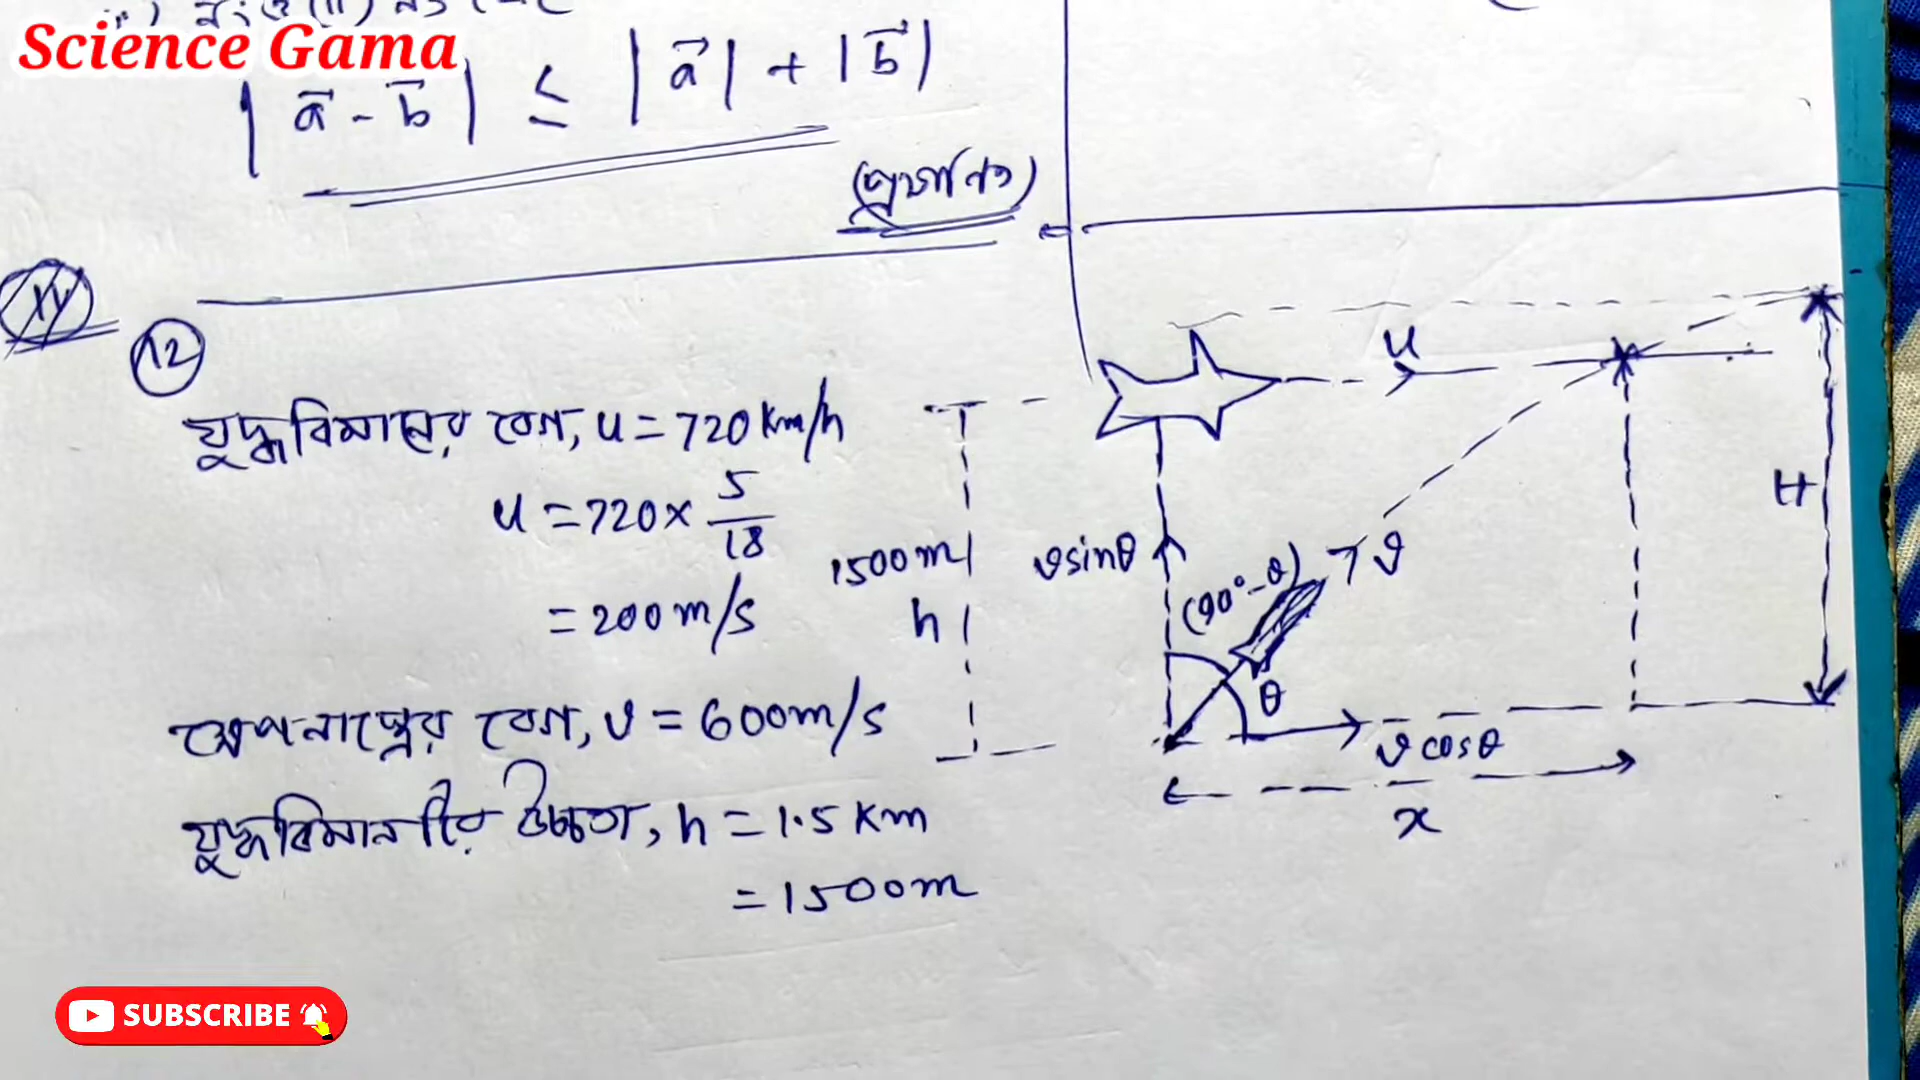 Science Gama
|a⃗ - b⃗| ≤ |a⃗| + |b⃗|
(প্রমাণিত)
12
যুদ্ধবিমানের বেগ, u = 720 km/h
u = 720 × 5/18
= 200 m/s
ক্ষেপনাস্ত্রের বেগ, v = 600 m/s
যুদ্ধবিমানটির উচ্চতা, h = 1.5 km
= 1500 m
u
H
1500 m
h
v sinθ
(90°-θ)
v
θ
v cosθ
x
SUBSCRIBE